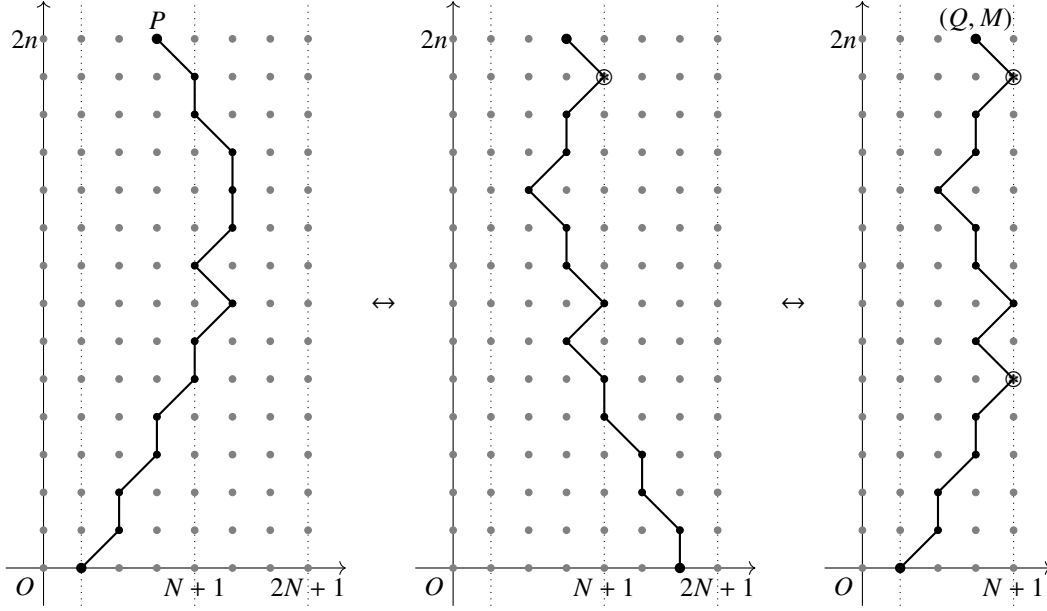 P
(Q, M)
2n
2n
2n
↔
↔
O
N + 1
2N + 1
O
N + 1
2N + 1
O
N + 1